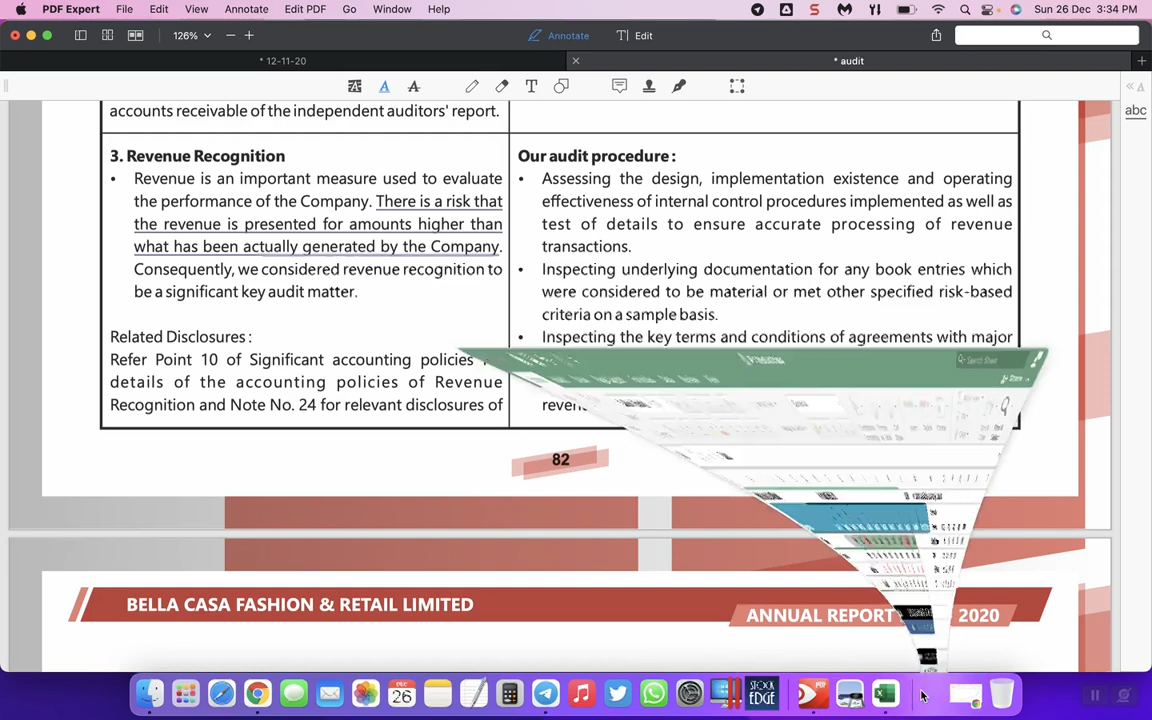 PDF Expert File Edit View Annotate Edit PDF Go Window Help Sun 26 Dec 3:34 PM
126% Annotate Edit
* 12-11-20 * audit
abc
accounts receivable of the independent auditors' report.
3. Revenue Recognition
• Revenue is an important measure used to evaluate
the performance of the Company. There is a risk that
the revenue is presented for amounts higher than
what has been actually generated by the Company.
Consequently, we considered revenue recognition to
be a significant key audit matter.
Related Disclosures :
Refer Point 10 of Significant accounting policies
details of the accounting policies of Revenue
Recognition and Note No. 24 for relevant disclosures of
Our audit procedure :
• Assessing the design, implementation existence and operating
effectiveness of internal control procedures implemented as well as
test of details to ensure accurate processing of revenue
transactions.
• Inspecting underlying documentation for any book entries which
were considered to be material or met other specified risk-based
criteria on a sample basis.
• Inspecting the key terms and conditions of agreements with major
82
BELLA CASA FASHION & RETAIL LIMITED
ANNUAL REPORT 2020
DEC
26
STOCK
EDGE
PDF